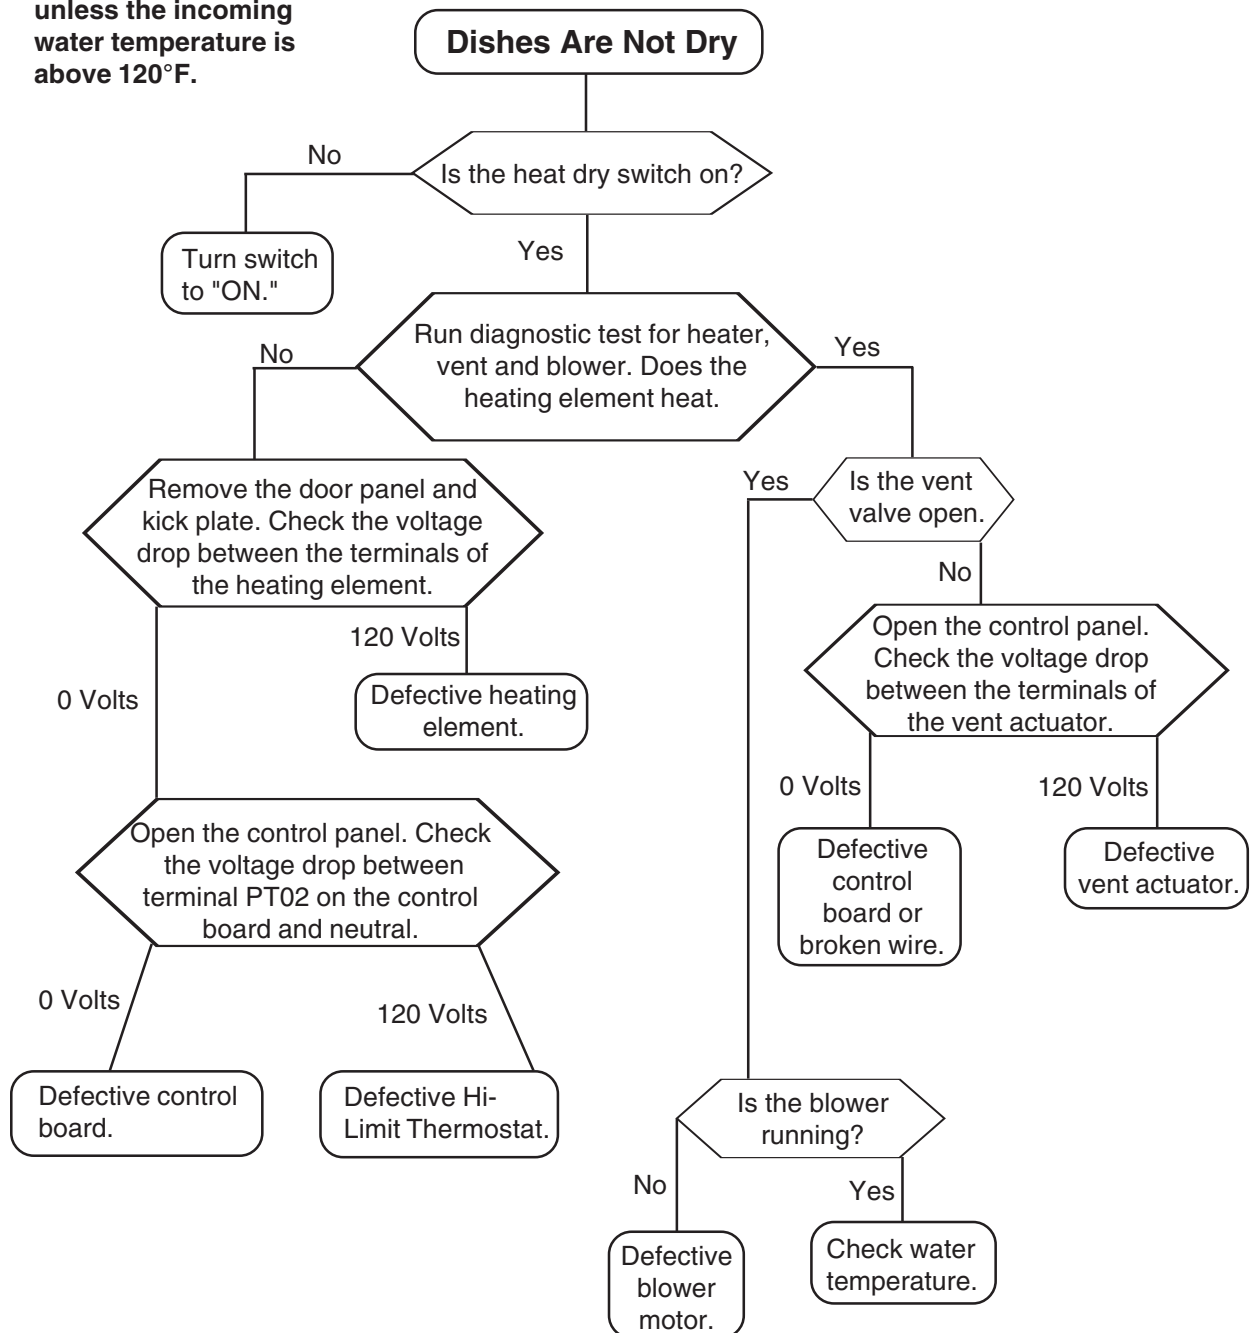 unless the incoming
water temperature is
above 120°F.
Dishes Are Not Dry
No
Is the heat dry switch on?
Yes
Turn switch
to "ON."
No
Run diagnostic test for heater,
vent and blower. Does the
heating element heat.
Yes
Remove the door panel and
kick plate. Check the voltage
drop between the terminals of
the heating element.
Yes
Is the vent
valve open.
No
120 Volts
0 Volts
Defective heating
element.
Open the control panel.
Check the voltage drop
between the terminals of
the vent actuator.
0 Volts
120 Volts
Open the control panel. Check
the voltage drop between
terminal PT02 on the control
board and neutral.
Defective
control
board or
broken wire.
Defective
vent actuator.
0 Volts
120 Volts
Defective control
board.
Defective Hi-
Limit Thermostat.
Is the blower
running?
No
Yes
Defective
blower
motor.
Check water
temperature.